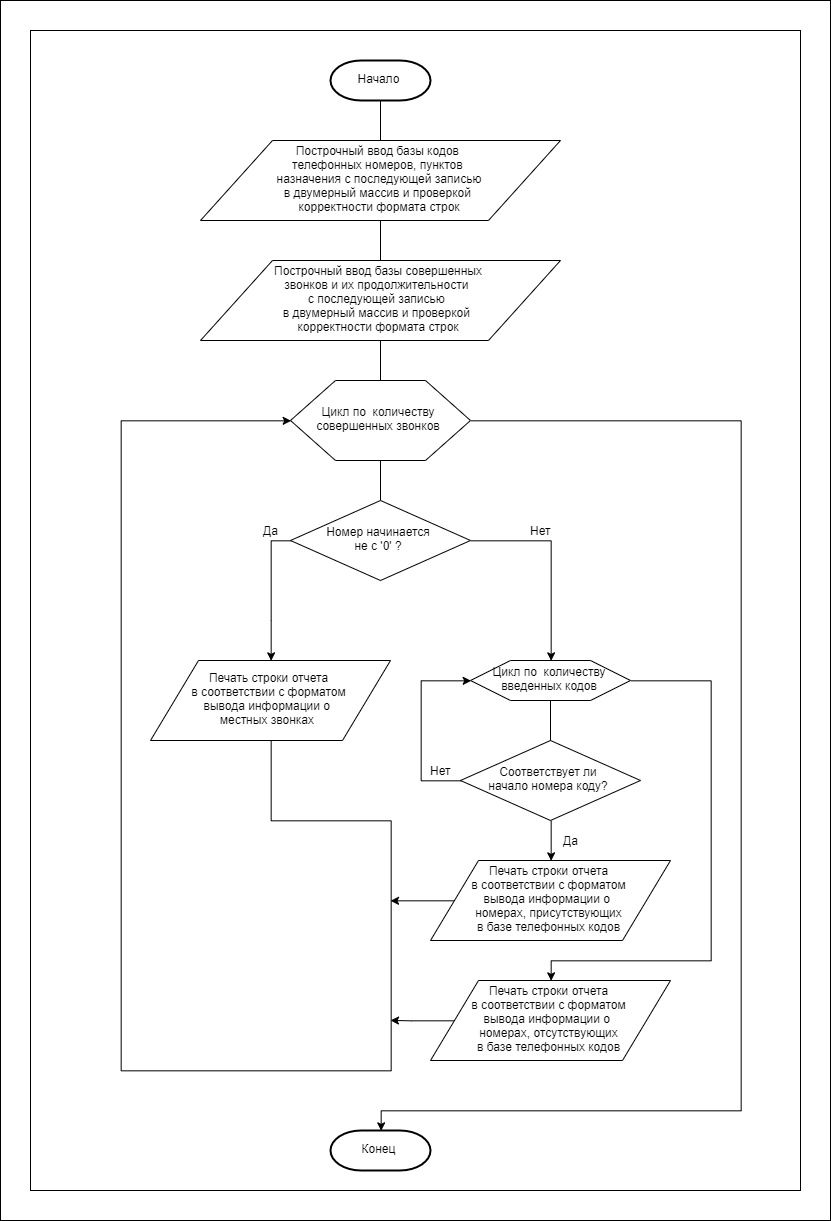 Начало
Построчный ввод базы кодов
телефонных номеров, пунктов
назначения с последующей записью
в двумерный массив и проверкой
корректности формата строк
Построчный ввод базы совершенных
звонков и их продолжительности
с последующей записью
в двумерный массив и проверкой
корректности формата строк
Цикл по количеству
совершенных звонков
Да
Номер начинается
не с '0' ?
Нет
Печать строки отчета
в соответствии с форматом
вывода информации о
местных звонках
Цикл по количеству
введенных кодов
Нет
Соответствует ли
начало номера коду?
Да
Печать строки отчета
в соответствии с форматом
вывода информации о
номерах, присутствующих
в базе телефонных кодов
Печать строки отчета
в соответствии с форматом
вывода информации о
номерах, отсутствующих
в базе телефонных кодов
Конец